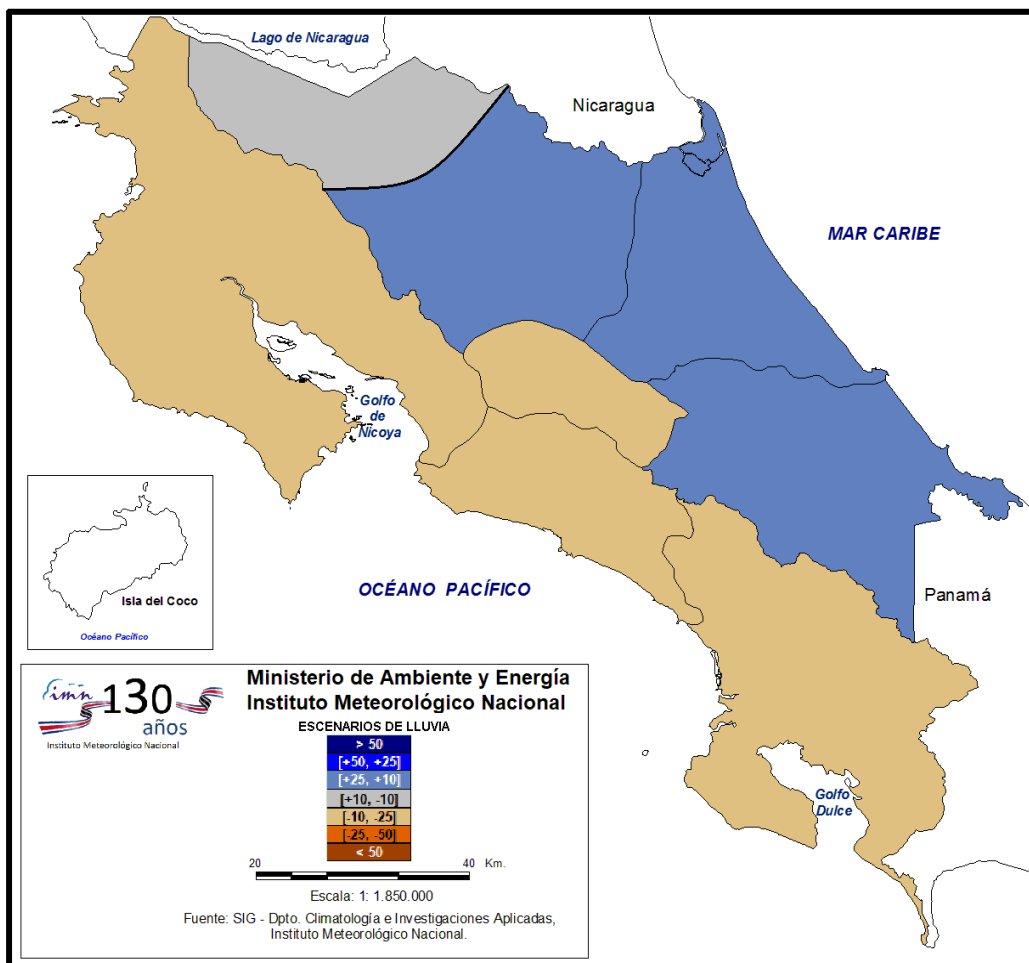 Lago de Nicaragua
Nicaragua
MAR CARIBE
Golfo
de
Nicoya
Isla del Coco
Océano Pacífico
OCÉANO PACÍFICO
Panamá
Golfo
Dulce
imn 130
años
Instituto Meteorológico Nacional
Ministerio de Ambiente y Energía
Instituto Meteorológico Nacional
ESCENARIOS DE LLUVIA
> 50
[+50, +25]
[+25, +10]
[+10, -10]
[-10, -25]
[-25, -50]
< 50
20 40 Km.
Escala: 1: 1.850.000
Fuente: SIG - Dpto. Climatología e Investigaciones Aplicadas,
Instituto Meteorológico Nacional.